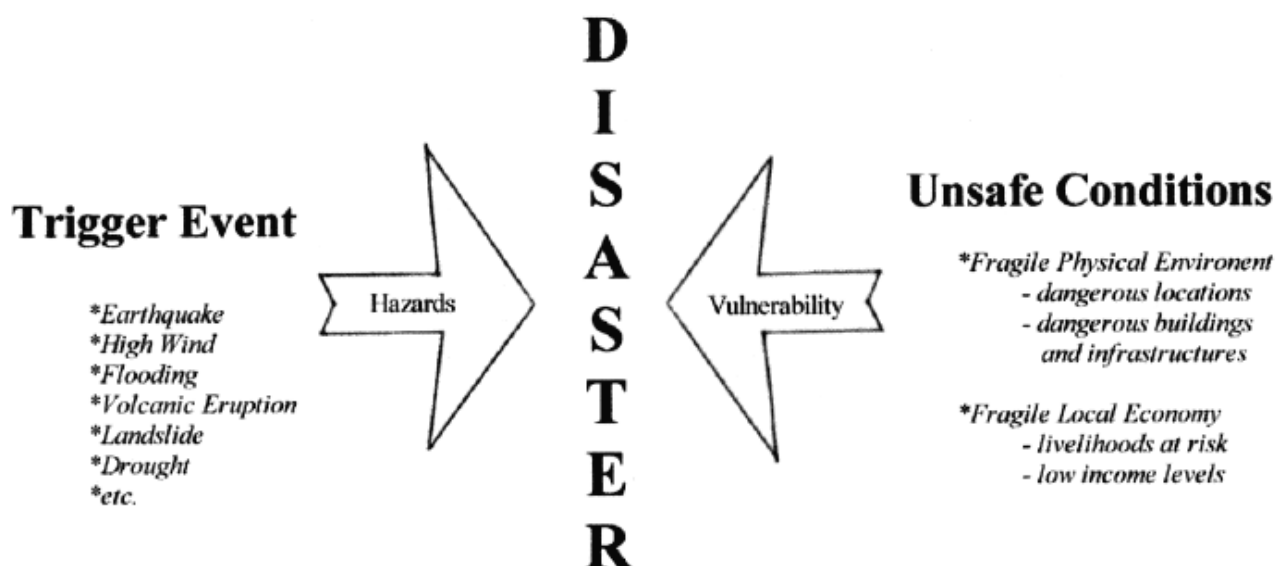 DISASTER
Trigger Event
*Earthquake
*High Wind
*Flooding
*Volcanic Eruption
*Landslide
*Drought
*etc.
Hazards
Vulnerability
Unsafe Conditions
*Fragile Physical Environent
- dangerous locations
- dangerous buildings
and infrastructures
*Fragile Local Economy
- livelihoods at risk
- low income levels